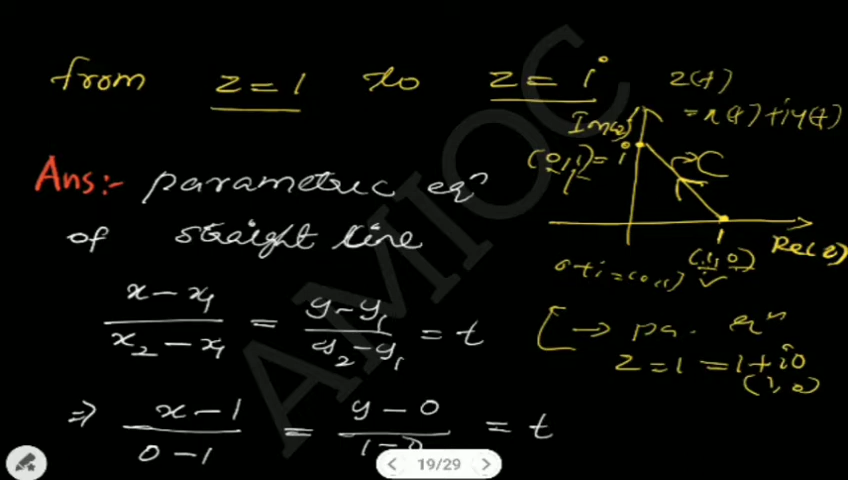 from z=1 to z=i
z(t)
=x(t)+iy(t)
Im(z)
(0,1)=i
i
C
1
(1,0)
Re(z)
0+i=(0,1)
Ans:- parametric eqn
of straight line
x-x1/x2-x1 = y-y1/y2-y1 = t
→ pa. eqn
z=1=1+i0
(1,0)
⇒ x-1/0-1 = y-0/1-0 = t
19/29
AMIOC